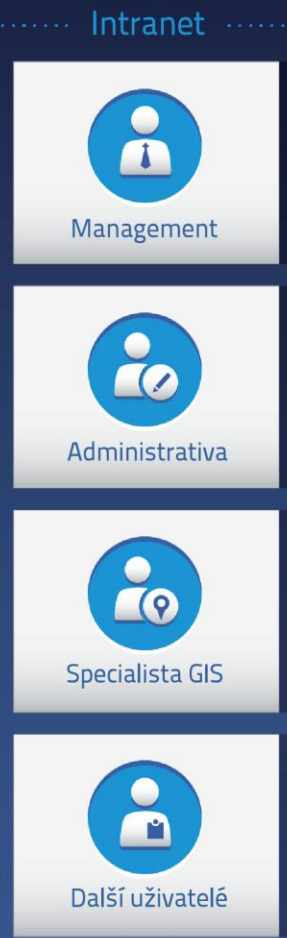 Intranet
Management
Administrativa
Specialista GIS
Další uživatelé